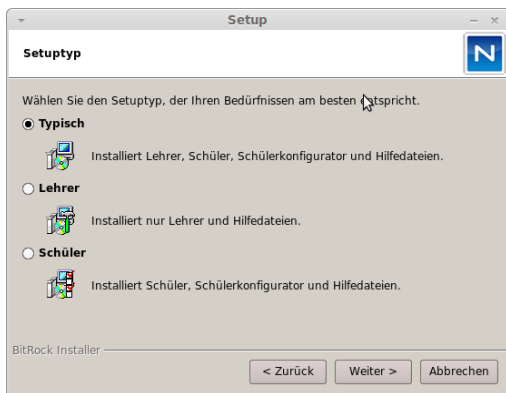 Setup
Setuptyp
N
Wählen Sie den Setuptyp, der Ihren Bedürfnissen am besten entspricht.
Typisch
Installiert Lehrer, Schüler, Schülerkonfigurator und Hilfedateien.
Lehrer
Installiert nur Lehrer und Hilfedateien.
Schüler
Installiert Schüler, Schülerkonfigurator und Hilfedateien.
BitRock Installer
< Zurück Weiter > Abbrechen